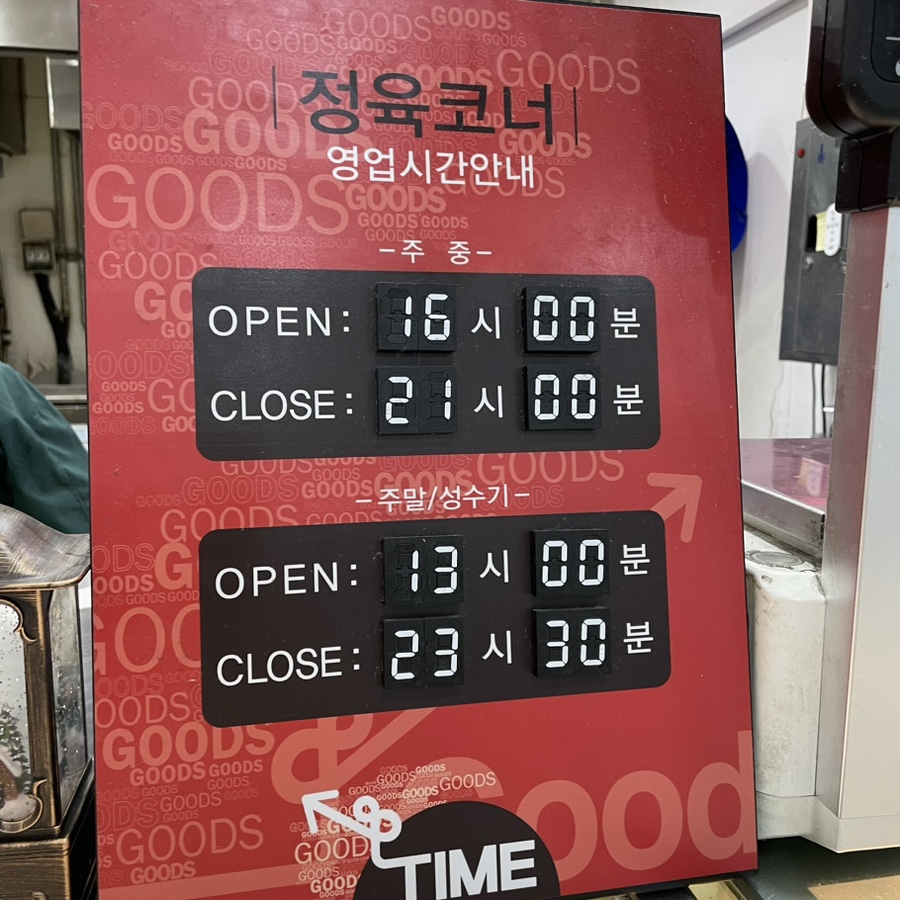 정육코너
영업시간안내
-주 중-
OPEN: 16 시 00 분
CLOSE: 21 시 00 분
-주말/성수기-
OPEN: 13 시 00 분
CLOSE: 23 시 30 분
GOODS
Good
TIME